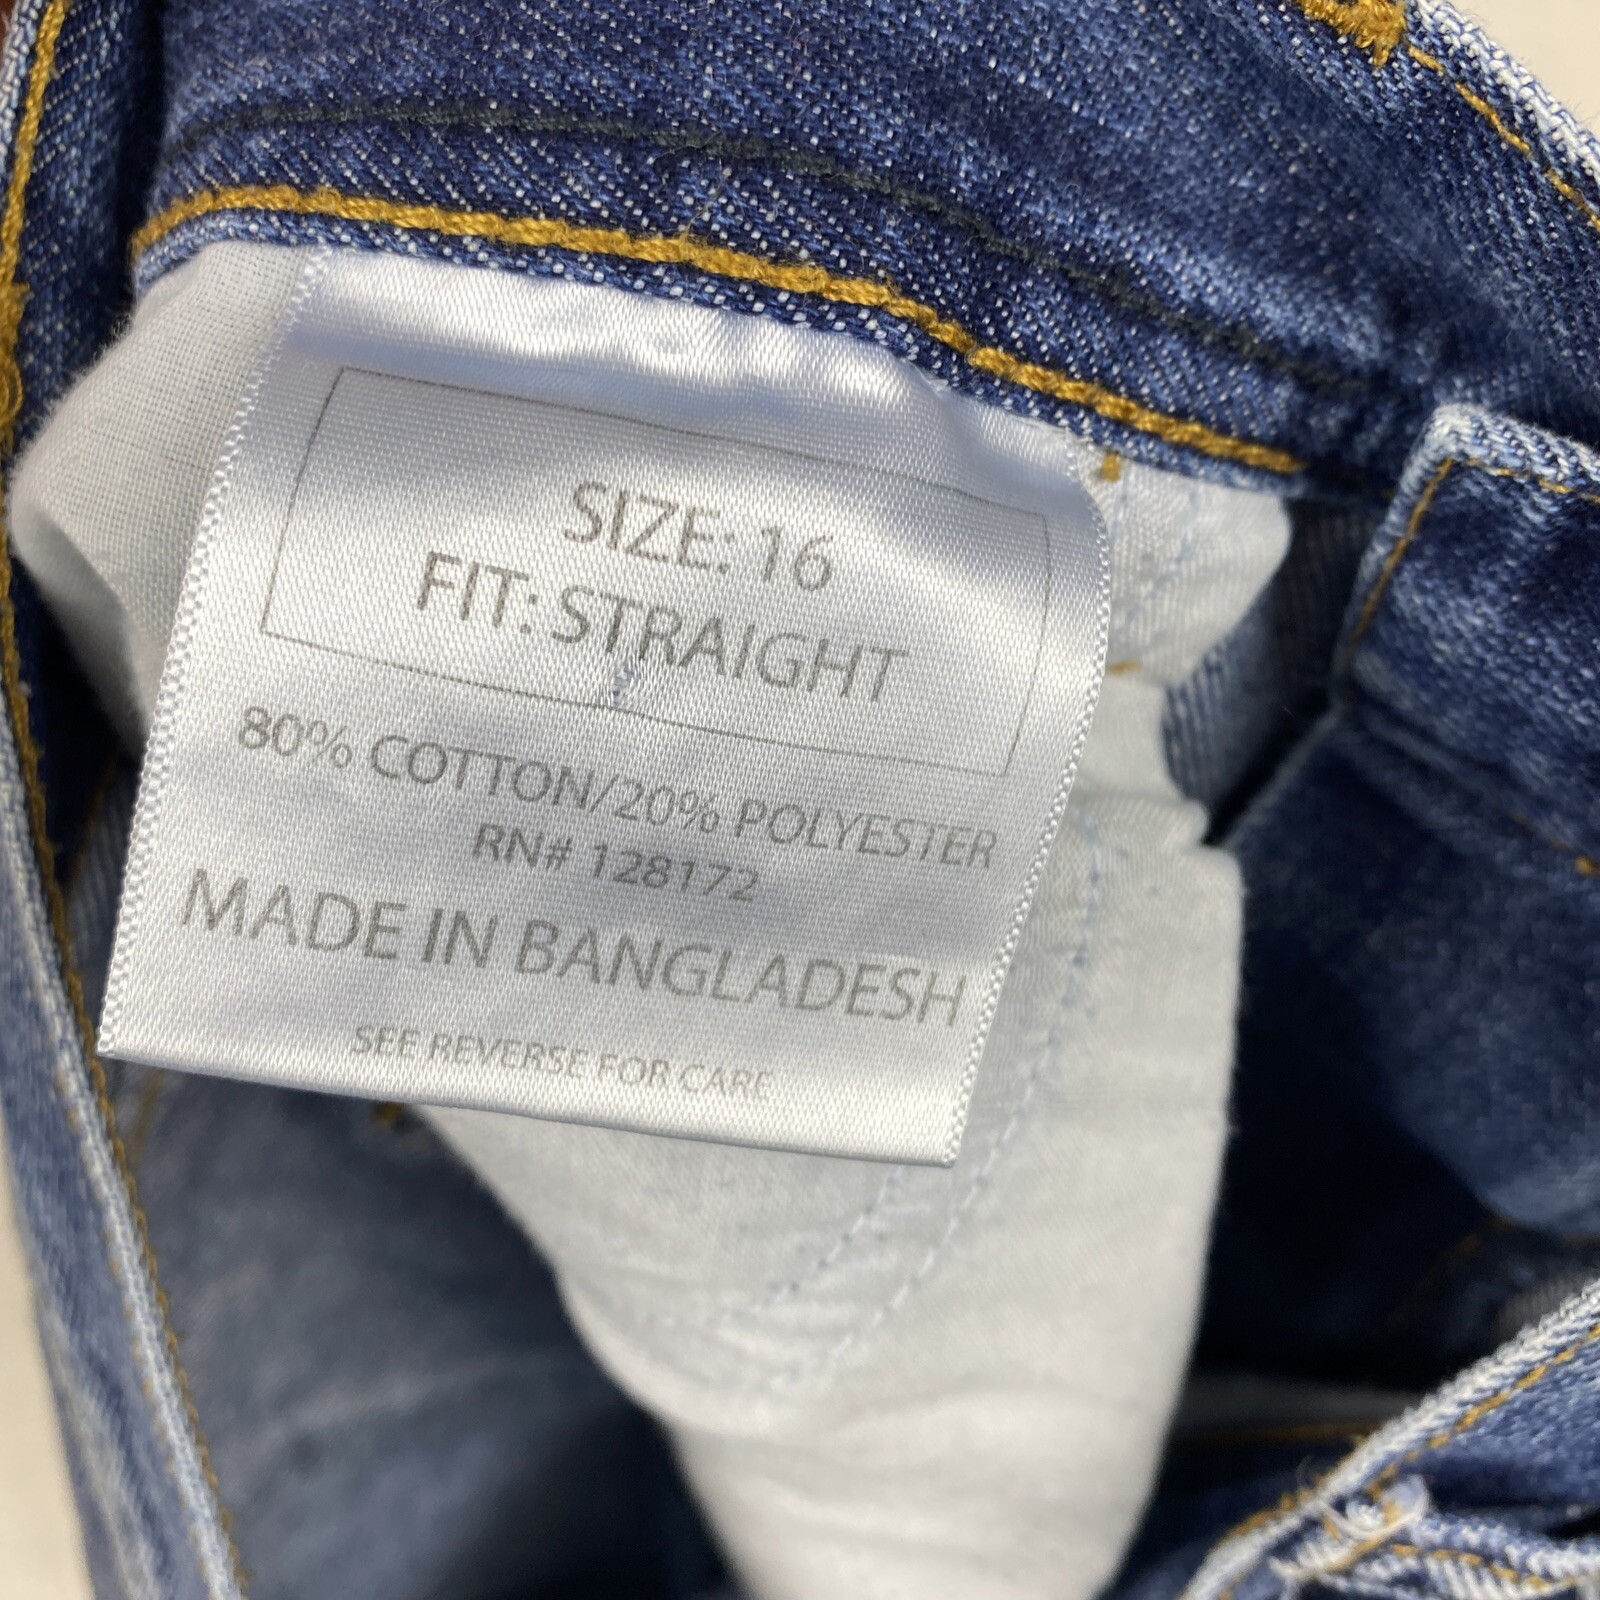 SIZE: 16
FIT: STRAIGHT
80% COTTON/20% POLYESTER
RN# 128172
MADE IN BANGLADESH
SEE REVERSE FOR CARE